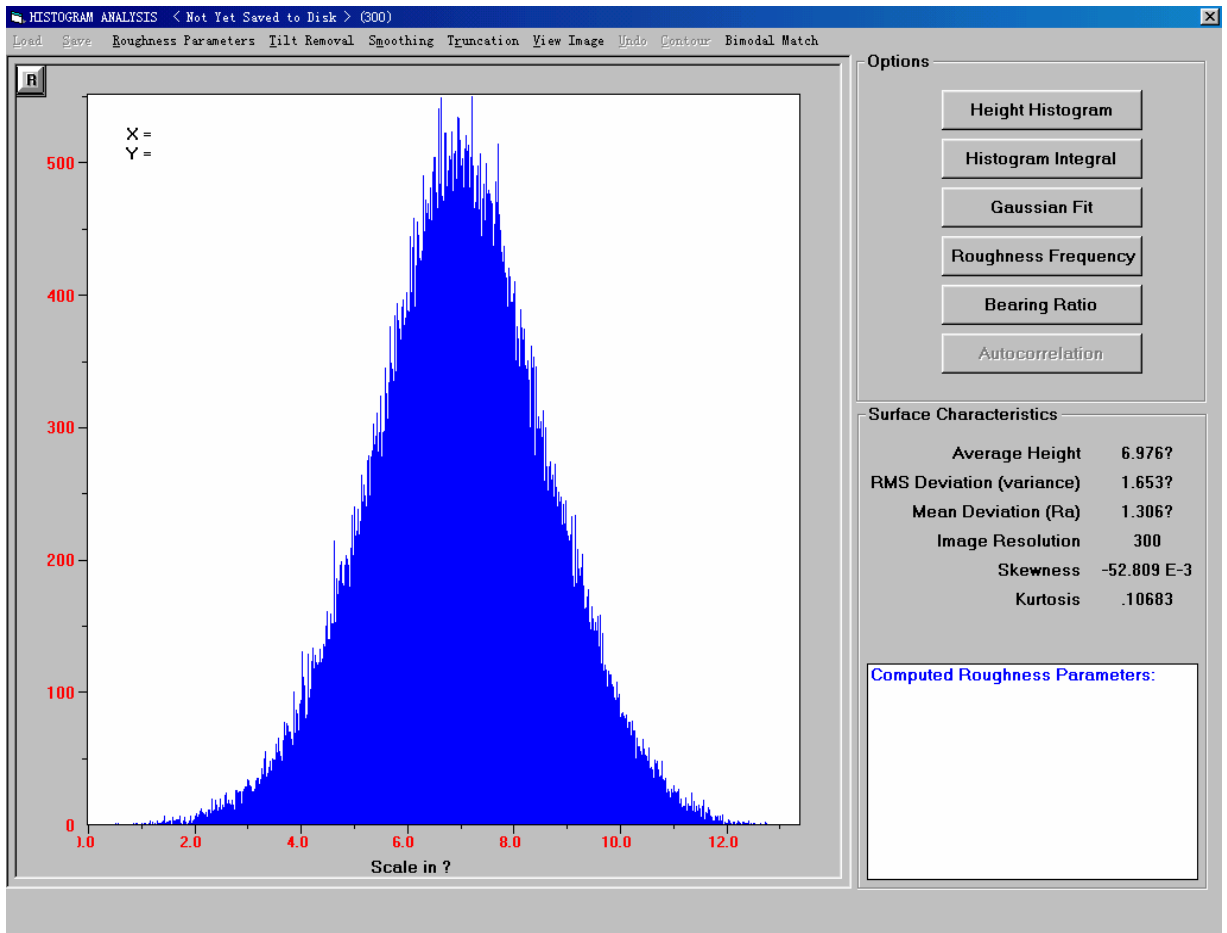 HISTOGRAM ANALYSIS < Not Yet Saved to Disk > (300)
Load Save Roughness Parameters Tilt Removal Smoothing Truncation View Image Undo Contour Bimodal Match
R
X =
Y =
500
400
300
200
100
0
0.0 2.0 4.0 6.0 8.0 10.0 12.0
Scale in ?
Options
Height Histogram
Histogram Integral
Gaussian Fit
Roughness Frequency
Bearing Ratio
Autocorrelation
Surface Characteristics
Average Height 6.976?
RMS Deviation (variance) 1.653?
Mean Deviation (Ra) 1.306?
Image Resolution 300
Skewness -52.809 E-3
Kurtosis .10683
Computed Roughness Parameters: